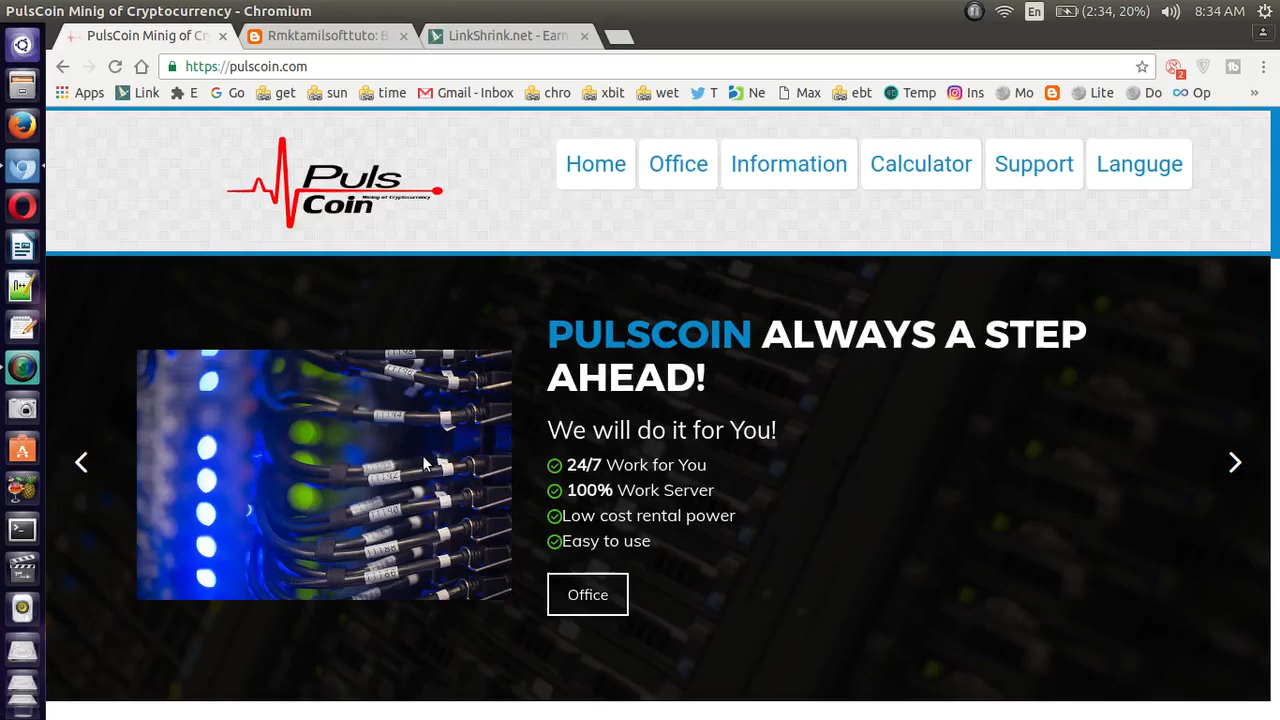 PulsCoin Minig of Cryptocurrency - Chromium
En (2:34, 20%) 8:34 AM
PulsCoin Minig of Cr
Rmktamilsofttuto: B
LinkShrink.net - Earn
https://pulscoin.com
Apps Link E Go get sun time Gmail - Inbox chro xbit wet T Ne Max ebt Temp Ins Mo Lite Do Op »
Puls
Coin
Mining of Cryptocurrency
Home Office Information Calculator Support Languge
PULSCOIN ALWAYS A STEP
AHEAD!
We will do it for You!
24/7 Work for You
100% Work Server
Low cost rental power
Easy to use
Office